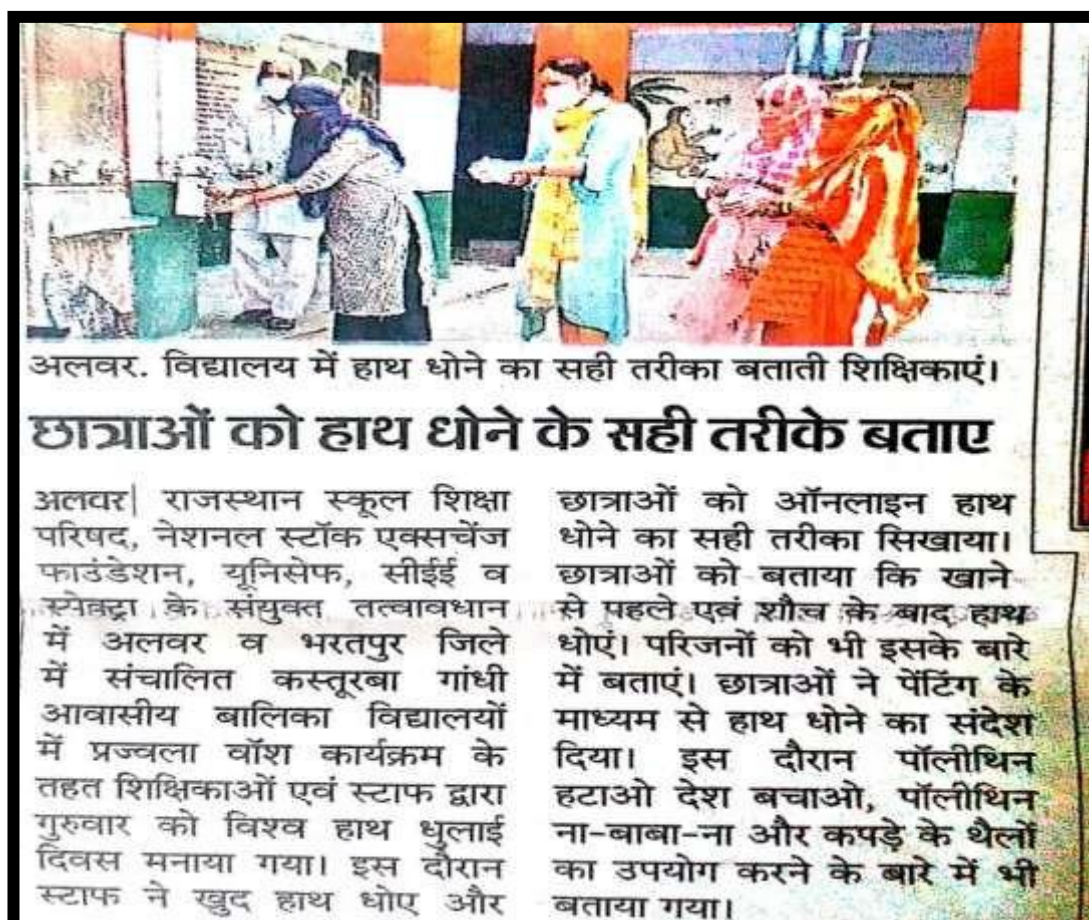 अलवर. विद्यालय में हाथ धोने का सही तरीका बताती शिक्षिकाएं।
छात्राओं को हाथ धोने के सही तरीके बताए
अलवर| राजस्थान स्कूल शिक्षा
परिषद, नेशनल स्टॉक एक्सचेंज
फाउंडेशन, यूनिसेफ, सीईई व
स्पेक्ट्रा के संयुक्त तत्वावधान
में अलवर व भरतपुर जिले
में संचालित कस्तूरबा गांधी
आवासीय बालिका विद्यालयों
में प्रज्वला वॉश कार्यक्रम के
तहत शिक्षिकाओं एवं स्टाफ द्वारा
गुरुवार को विश्व हाथ धुलाई
दिवस मनाया गया। इस दौरान
स्टाफ ने खुद हाथ धोए और
छात्राओं को ऑनलाइन हाथ
धोने का सही तरीका सिखाया।
छात्राओं को बताया कि खाने
से पहले एवं शौच के बाद हाथ
धोएं। परिजनों को भी इसके बारे
में बताएं। छात्राओं ने पेंटिंग के
माध्यम से हाथ धोने का संदेश
दिया। इस दौरान पॉलीथिन
हटाओ देश बचाओ, पॉलीथिन
ना-बाबा-ना और कपड़े के थैलों
का उपयोग करने के बारे में भी
बताया गया।